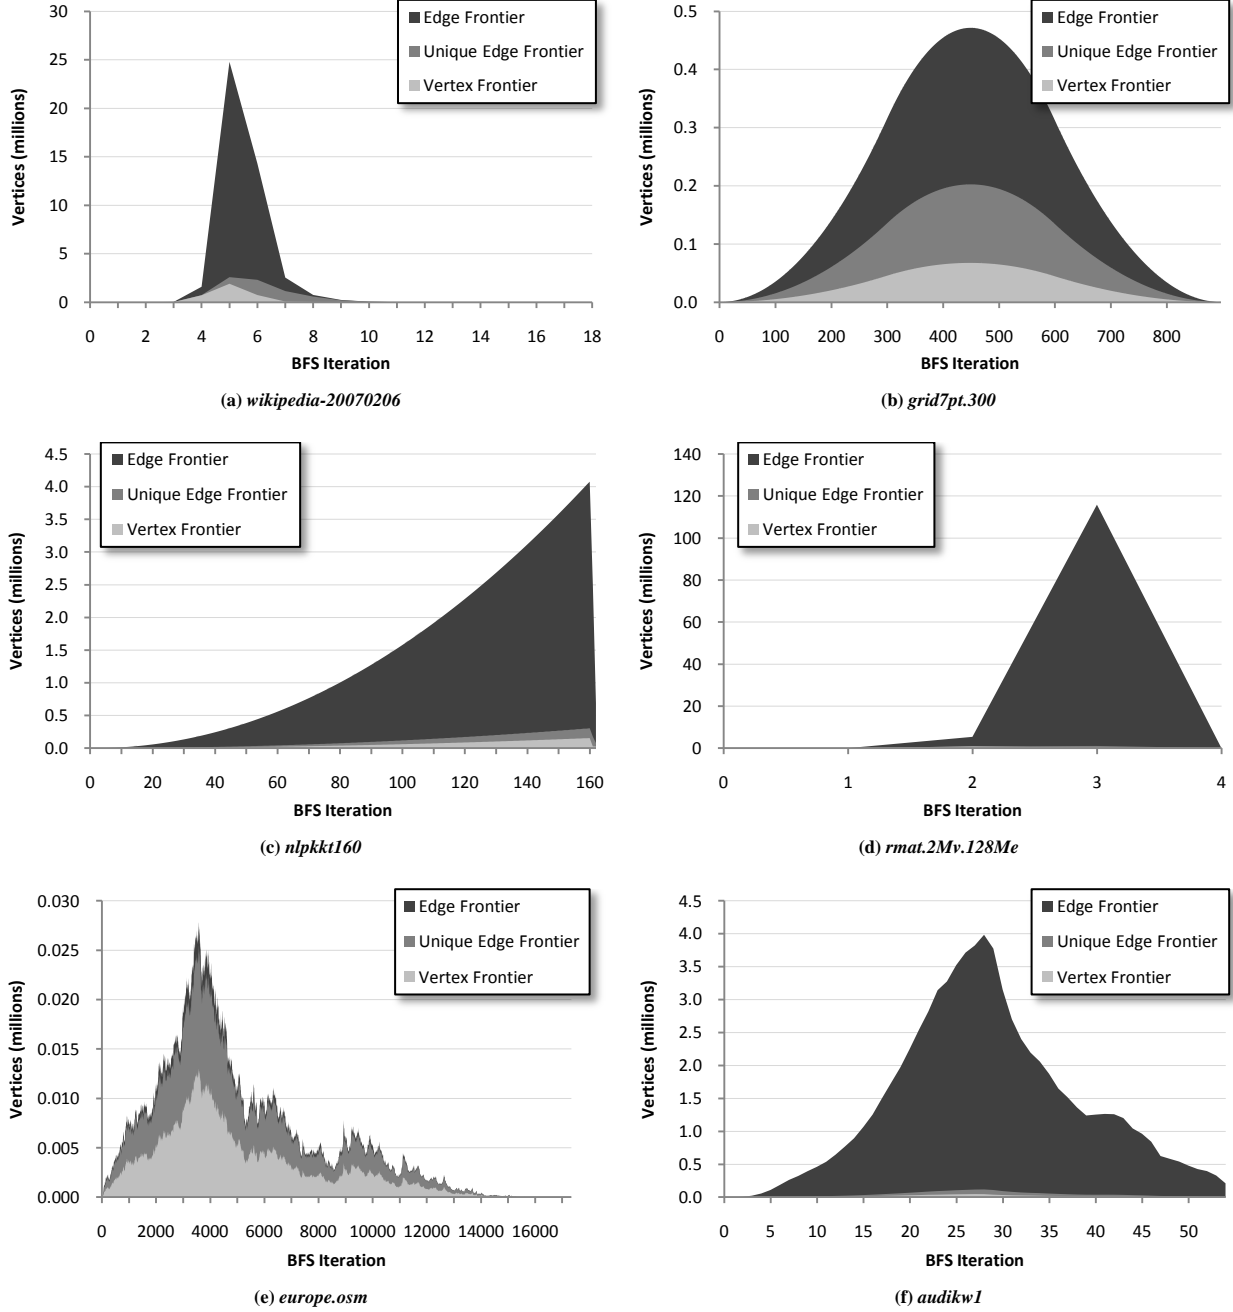 30
25
20
15
10
5
0
Vertices (millions)
Edge Frontier
Unique Edge Frontier
Vertex Frontier
0 2 4 6 8 10 12 14 16 18
BFS Iteration
(a) wikipedia-20070206
0.5
0.4
0.3
0.2
0.1
0.0
Vertices (millions)
Edge Frontier
Unique Edge Frontier
Vertex Frontier
0 100 200 300 400 500 600 700 800
BFS Iteration
(b) grid7pt.300
4.5
4.0
3.5
3.0
2.5
2.0
1.5
1.0
0.5
0.0
Vertices (millions)
Edge Frontier
Unique Edge Frontier
Vertex Frontier
0 20 40 60 80 100 120 140 160
BFS Iteration
(c) nlpkkt160
140
120
100
80
60
40
20
0
Vertices (millions)
Edge Frontier
Unique Edge Frontier
Vertex Frontier
0 1 2 3 4
BFS Iteration
(d) rmat.2Mv.128Me
0.030
0.025
0.020
0.015
0.010
0.005
0.000
Vertices (millions)
Edge Frontier
Unique Edge Frontier
Vertex Frontier
0 2000 4000 6000 8000 10000 12000 14000 16000
BFS Iteration
(e) europe.osm
4.5
4.0
3.5
3.0
2.5
2.0
1.5
1.0
0.5
0.0
Vertices (millions)
Edge Frontier
Unique Edge Frontier
Vertex Frontier
0 5 10 15 20 25 30 35 40 45 50
BFS Iteration
(f) audikw1